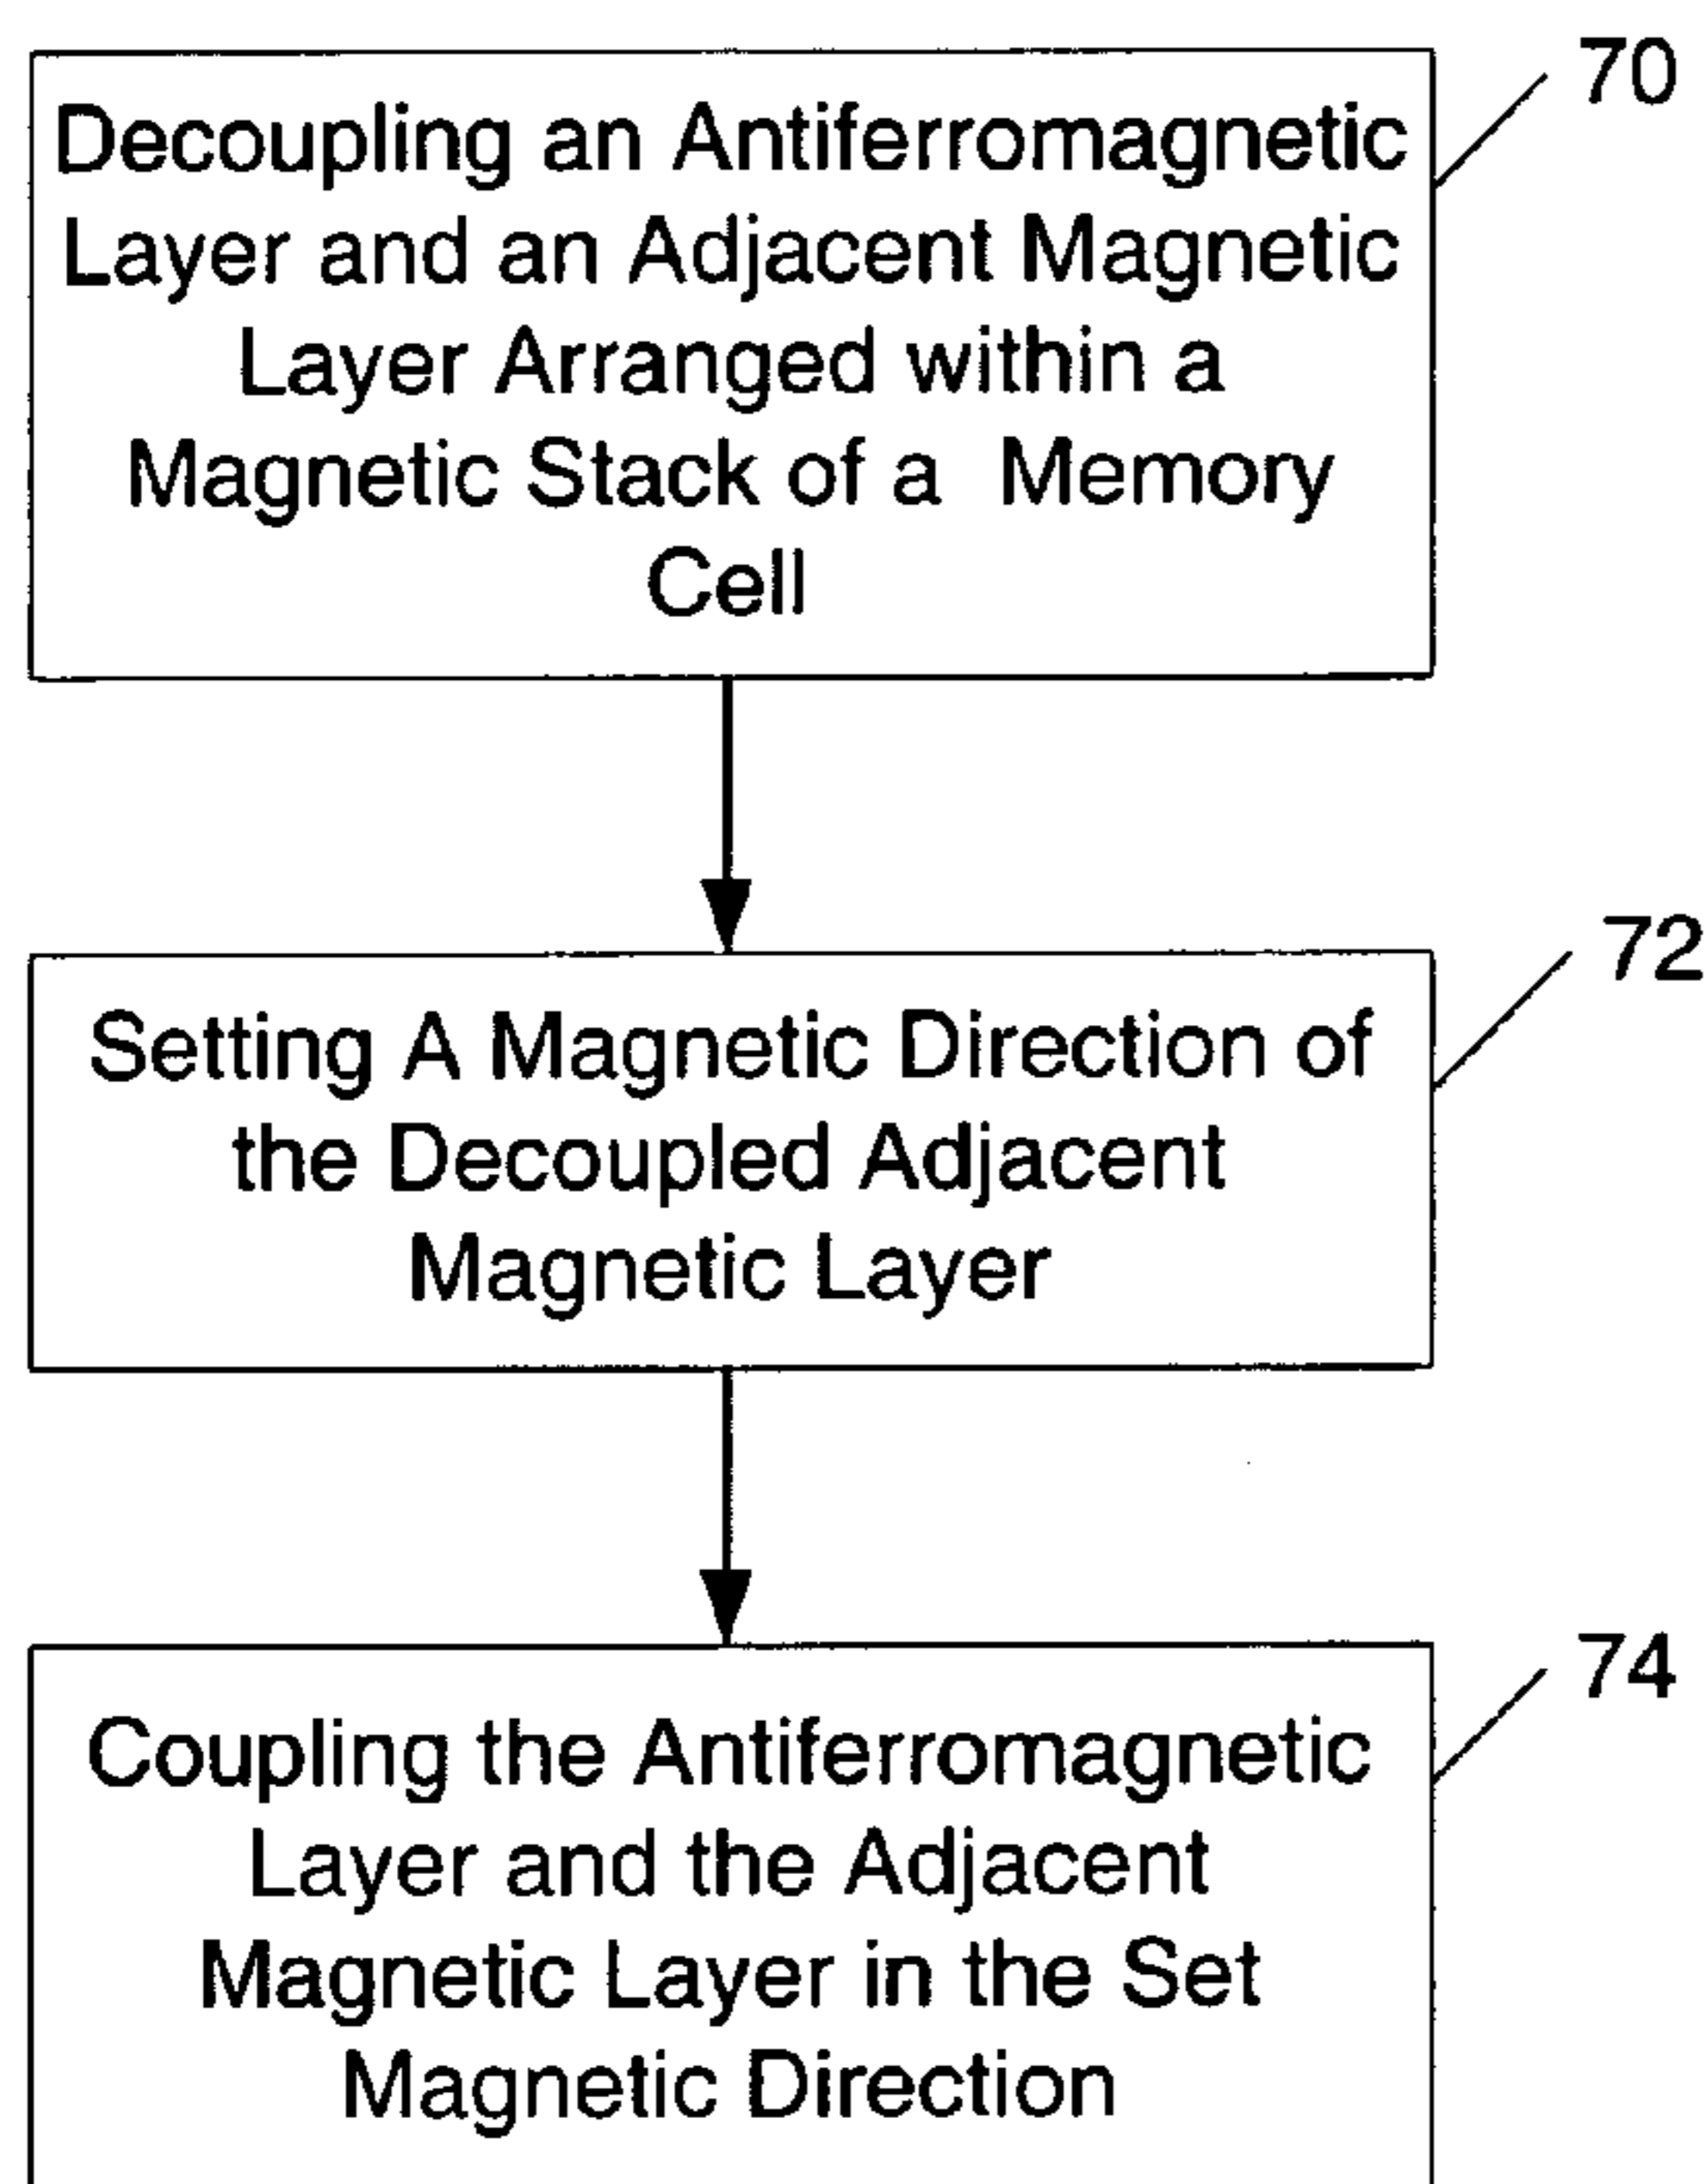 70
Decoupling an Antiferromagnetic
Layer and an Adjacent Magnetic
Layer Arranged within a
Magnetic Stack of a Memory
Cell
72
Setting A Magnetic Direction of
the Decoupled Adjacent
Magnetic Layer
74
Coupling the Antiferromagnetic
Layer and the Adjacent
Magnetic Layer in the Set
Magnetic Direction